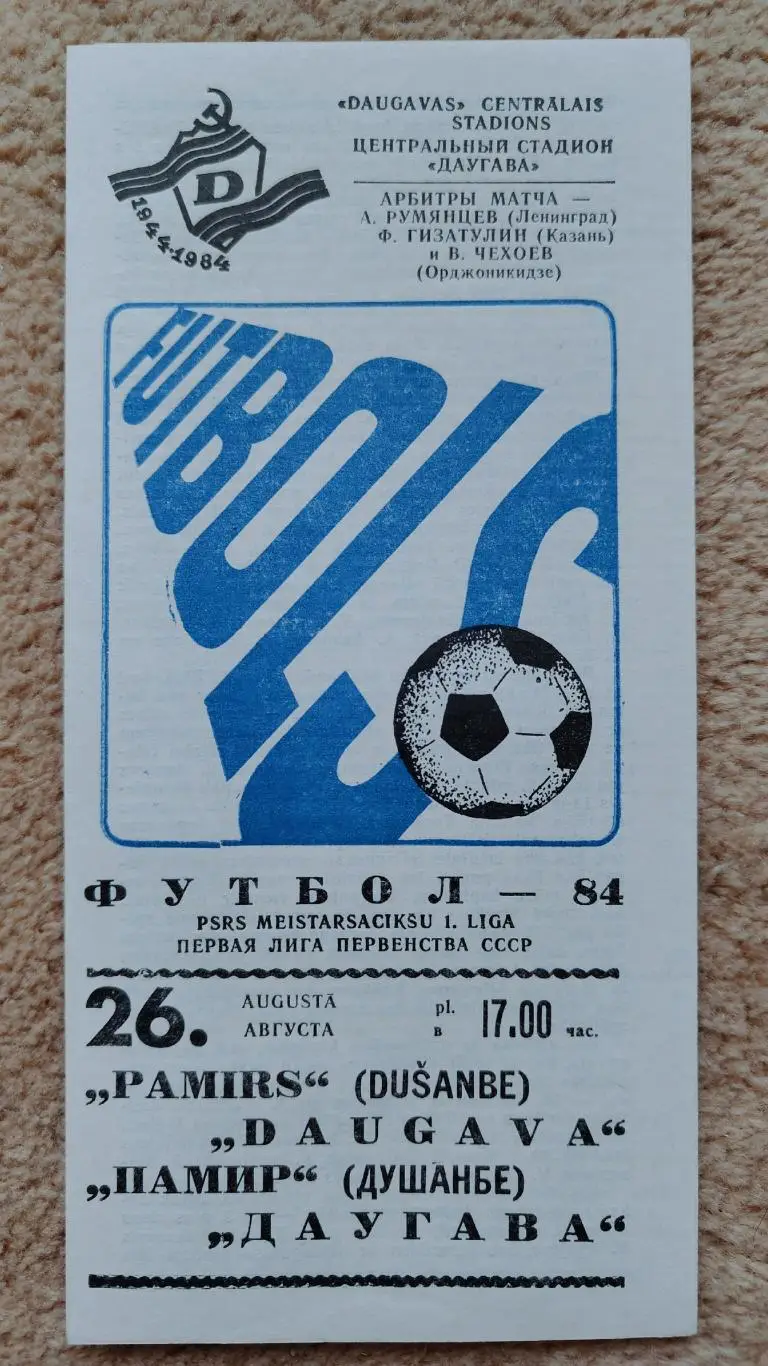 D
1944-1984
«DAUGAVAS» CENTRĀLAIS
STADIONS
ЦЕНТРАЛЬНЫЙ СТАДИОН
«ДАУГАВА»
АРБИТРЫ МАТЧА —
А. РУМЯНЦЕВ (Ленинград)
Ф. ГИЗАТУЛИН (Казань)
и В. ЧЕХОЕВ
(Орджоникидзе)
FUTBOLS
ФУТБОЛ — 84
PSRS MEISTARSACIKŠU 1. LIGA
ПЕРВАЯ ЛИГА ПЕРВЕНСТВА СССР
26. AUGUSTĀ pl. 17.00
АВГУСТА в час.
„PAMIRS“ (DUŠANBE)
„DAUGAVA“
„ПАМИР“ (ДУШАНБЕ)
„ДАУГАВА“